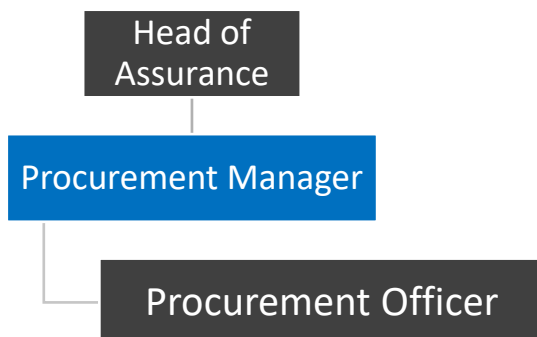 Head of
Assurance
Procurement Manager
Procurement Officer